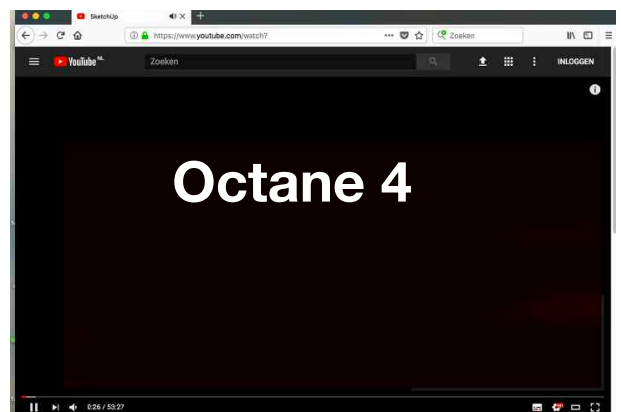 SketchUp
https://www.youtube.com/watch?
Zoeken
YouTube NL
Zoeken
INLOGGEN
Octane 4
0:26 / 53:27